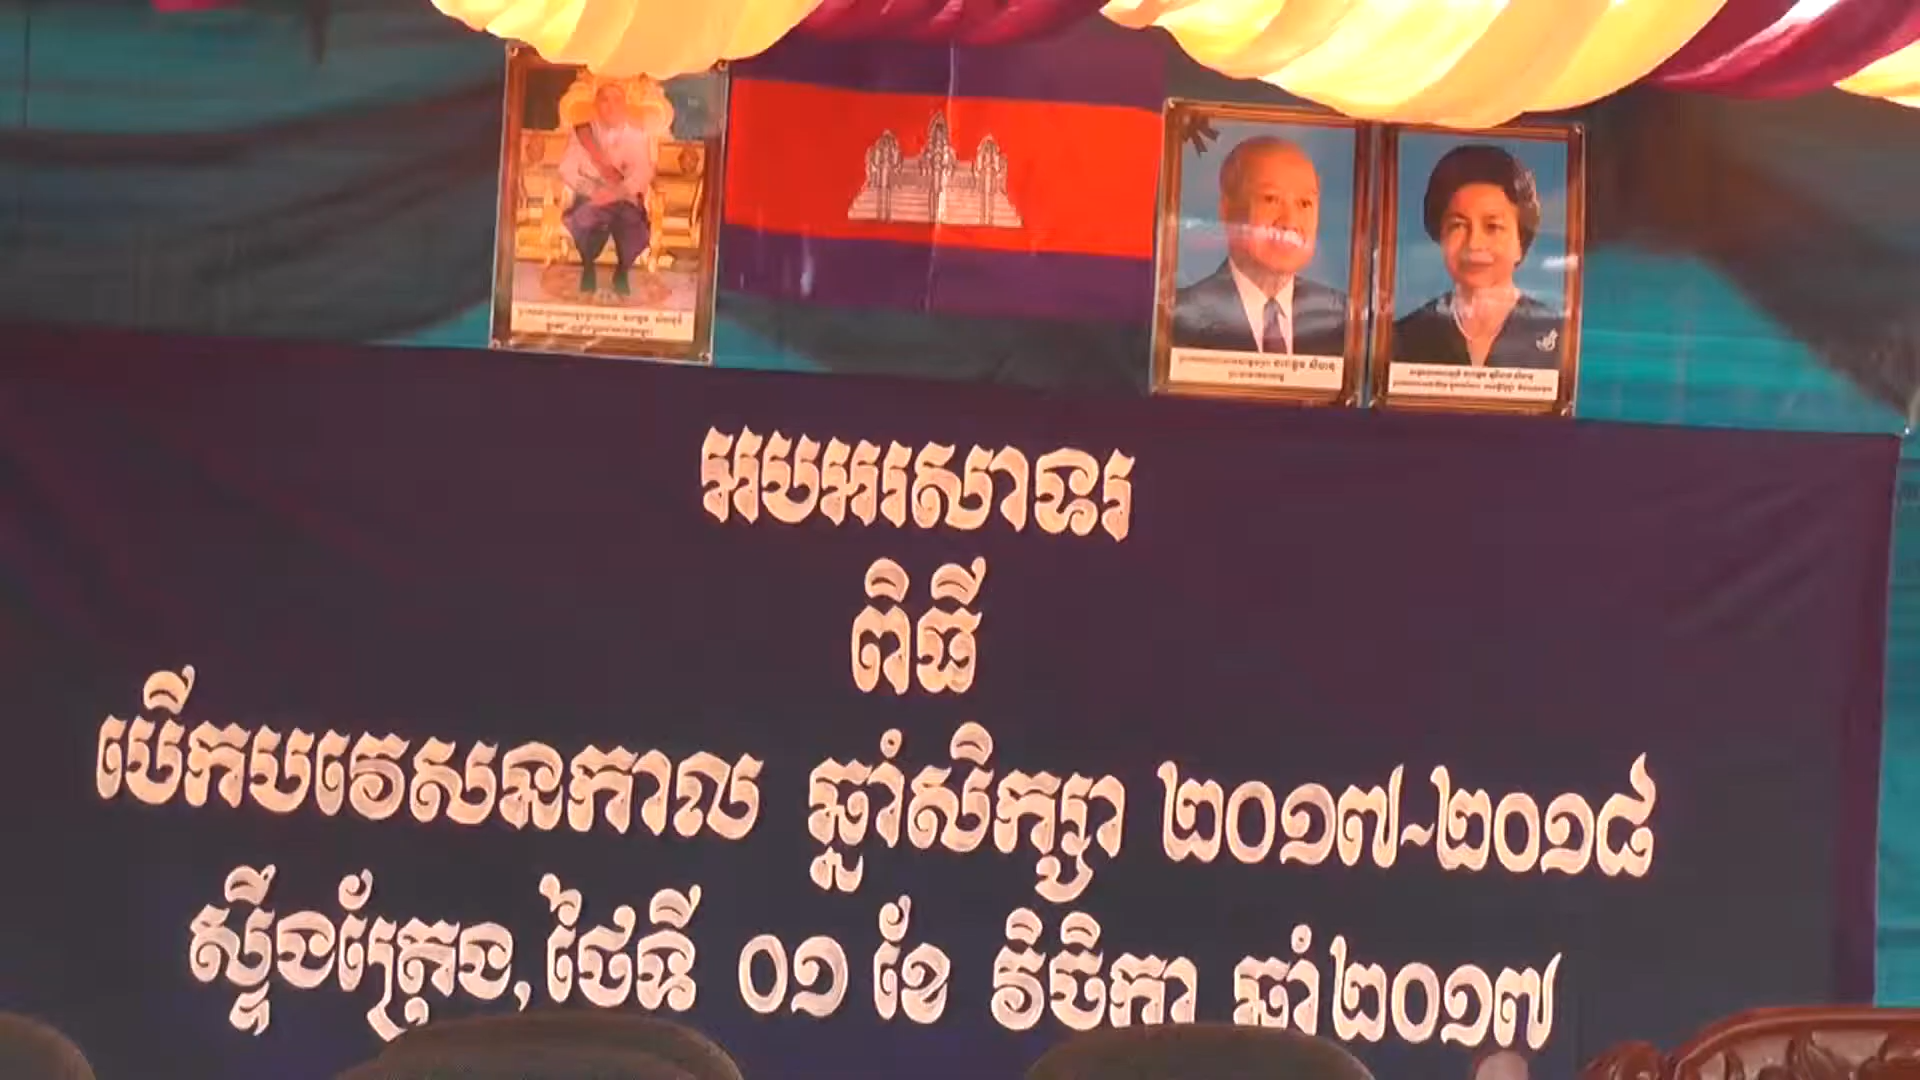 អបអរសាទរ
ពិធី
បើកបវេសនកាល ឆ្នាំសិក្សា ២០១៧~២០១៨
ស្ទឹងត្រែង, ថ្ងៃទី ០១ ខែ វិច្ឆិកា ឆ្នាំ២០១៧